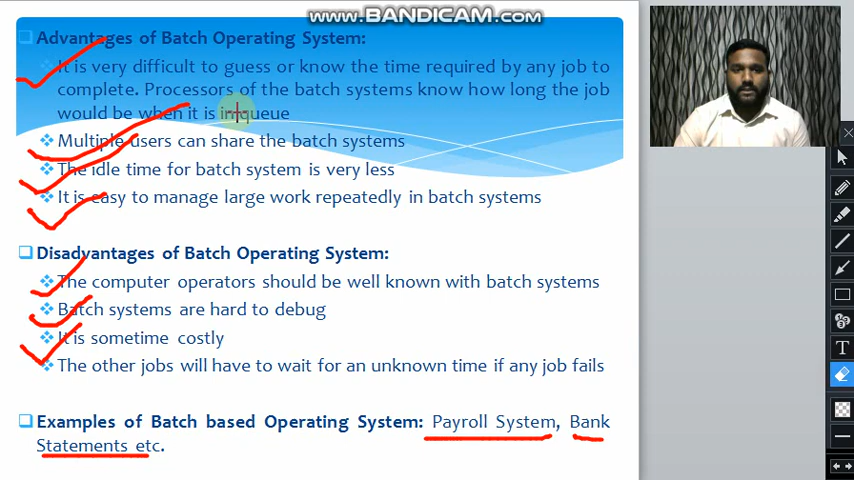 www.BANDICAM.com
Advantages of Batch Operating System:
It is very difficult to guess or know the time required by any job to
complete. Processors of the batch systems know how long the job
would be when it is in queue
Multiple users can share the batch systems
The idle time for batch system is very less
It is easy to manage large work repeatedly in batch systems
Disadvantages of Batch Operating System:
The computer operators should be well known with batch systems
Batch systems are hard to debug
It is sometime costly
The other jobs will have to wait for an unknown time if any job fails
Examples of Batch based Operating System: Payroll System, Bank
Statements etc.
T